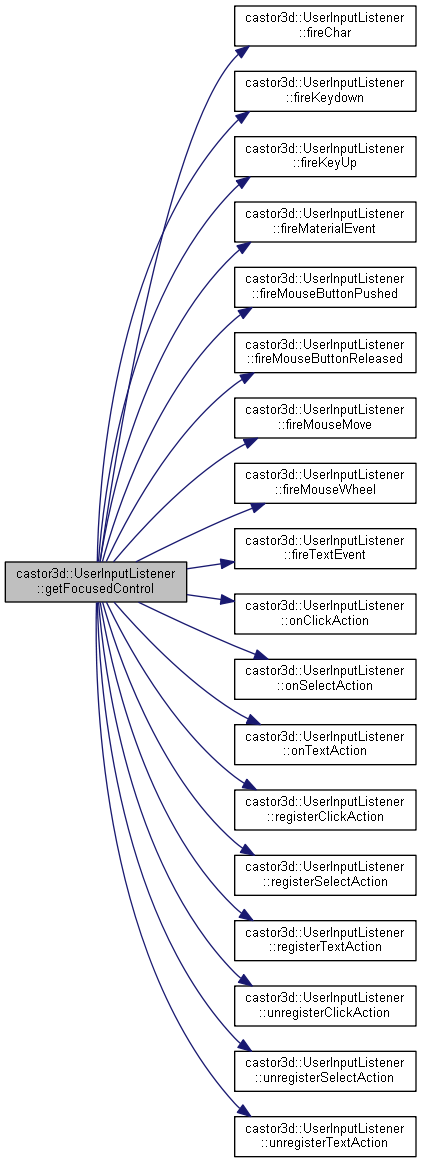 castor3d::UserInputListener
::fireChar
castor3d::UserInputListener
::fireKeydown
castor3d::UserInputListener
::fireKeyUp
castor3d::UserInputListener
::fireMaterialEvent
castor3d::UserInputListener
::fireMouseButtonPushed
castor3d::UserInputListener
::fireMouseButtonReleased
castor3d::UserInputListener
::fireMouseMove
castor3d::UserInputListener
::fireMouseWheel
castor3d::UserInputListener
::fireTextEvent
castor3d::UserInputListener
::getFocusedControl
castor3d::UserInputListener
::onClickAction
castor3d::UserInputListener
::onSelectAction
castor3d::UserInputListener
::onTextAction
castor3d::UserInputListener
::registerClickAction
castor3d::UserInputListener
::registerSelectAction
castor3d::UserInputListener
::registerTextAction
castor3d::UserInputListener
::unregisterClickAction
castor3d::UserInputListener
::unregisterSelectAction
castor3d::UserInputListener
::unregisterTextAction